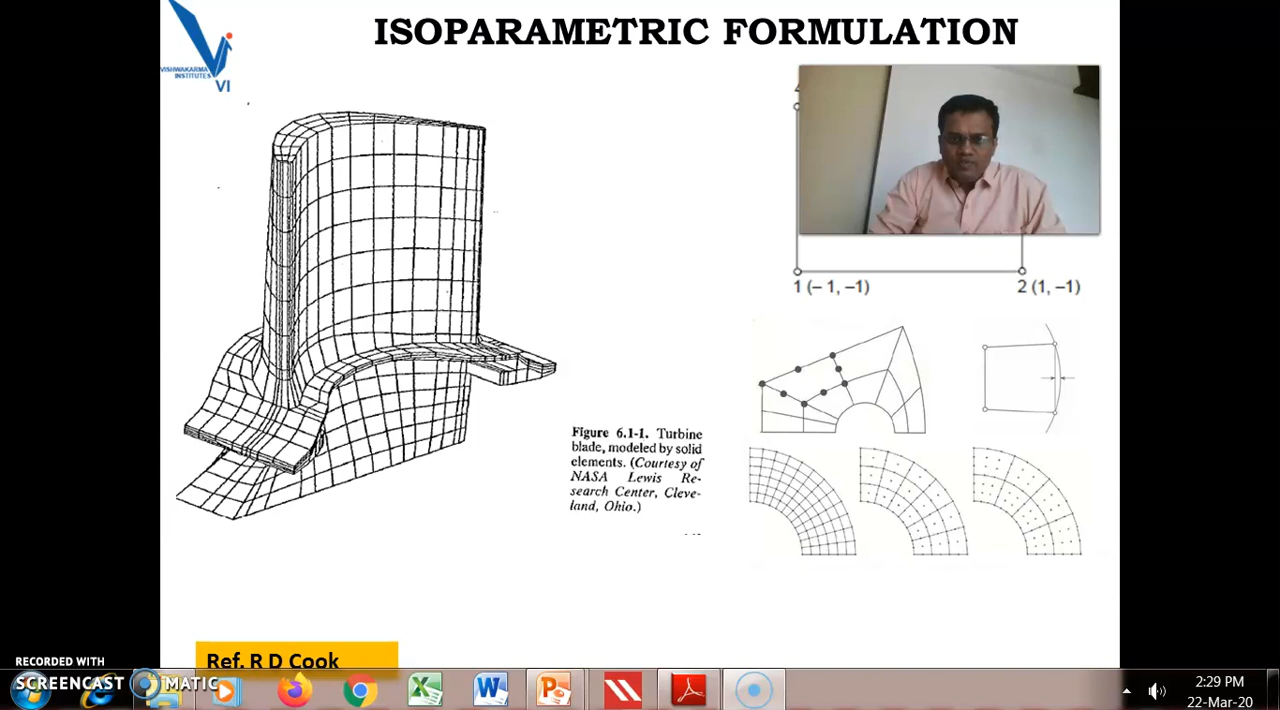 ISOPARAMETRIC FORMULATION
VISHWAKARMA
INSTITUTES
VI
1 (– 1, –1)
2 (1, –1)
Figure 6.1-1. Turbine
blade, modeled by solid
elements. (Courtesy of
NASA Lewis Re-
search Center, Cleve-
land, Ohio.)
Ref. R D Cook
RECORDED WITH
SCREENCAST MATIC
2:29 PM
22-Mar-20